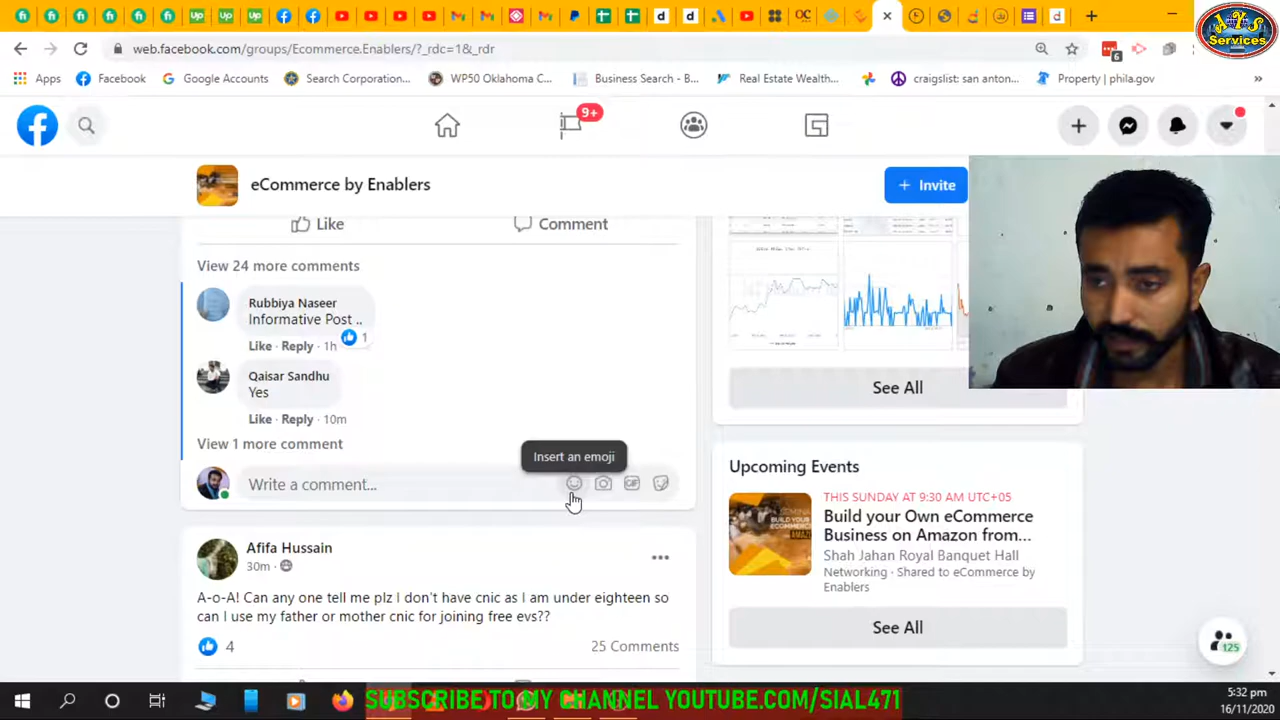 web.facebook.com/groups/Ecommerce.Enablers/?_rdc=1&_rdr
AYS
Services
Apps
Facebook
Google Accounts
Search Corporation...
WP50 Oklahoma C...
Business Search - B...
Real Estate Wealth...
craigslist: san anton...
Property | phila.gov
»
6
9+
eCommerce by Enablers
+ Invite
Like
Comment
View 24 more comments
Rubbiya Naseer
Informative Post ..
Like · Reply · 1h
1
Qaisar Sandhu
Yes
Like · Reply · 10m
View 1 more comment
Insert an emoji
Write a comment...
GIF
Afifa Hussain
30m ·
A-o-A! Can any one tell me plz I don't have cnic as I am under eighteen so
can I use my father or mother cnic for joining free evs??
4
25 Comments
See All
Upcoming Events
THIS SUNDAY AT 9:30 AM UTC+05
Build your Own eCommerce
Business on Amazon from...
Shah Jahan Royal Banquet Hall
Networking · Shared to eCommerce by
Enablers
See All
125
SUBSCRIBE TO MY CHANNEL YOUTUBE.COM/SIAL471
5:32 pm
16/11/2020